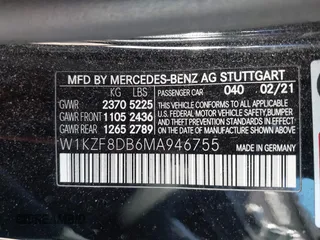 MFD BY MERCEDES-BENZ AG STUTTGART
KG LBS PASSENGER CAR 040 02/21
GVWR 2370 5225 THIS VEHICLE CONFORMS TO ALL APPLICABLE
GAWR FRONT 1105 2436 U.S. FEDERAL MOTOR VEHICLE SAFETY, BUMPER
GAWR REAR 1265 2789 AND THEFT PREVENTION STANDARDS IN EFFECT ON THE DATE OF MANUFACTURE SHOWN ABOVE.
W1KZF8DB6MA946755
MADE IN GERMANY